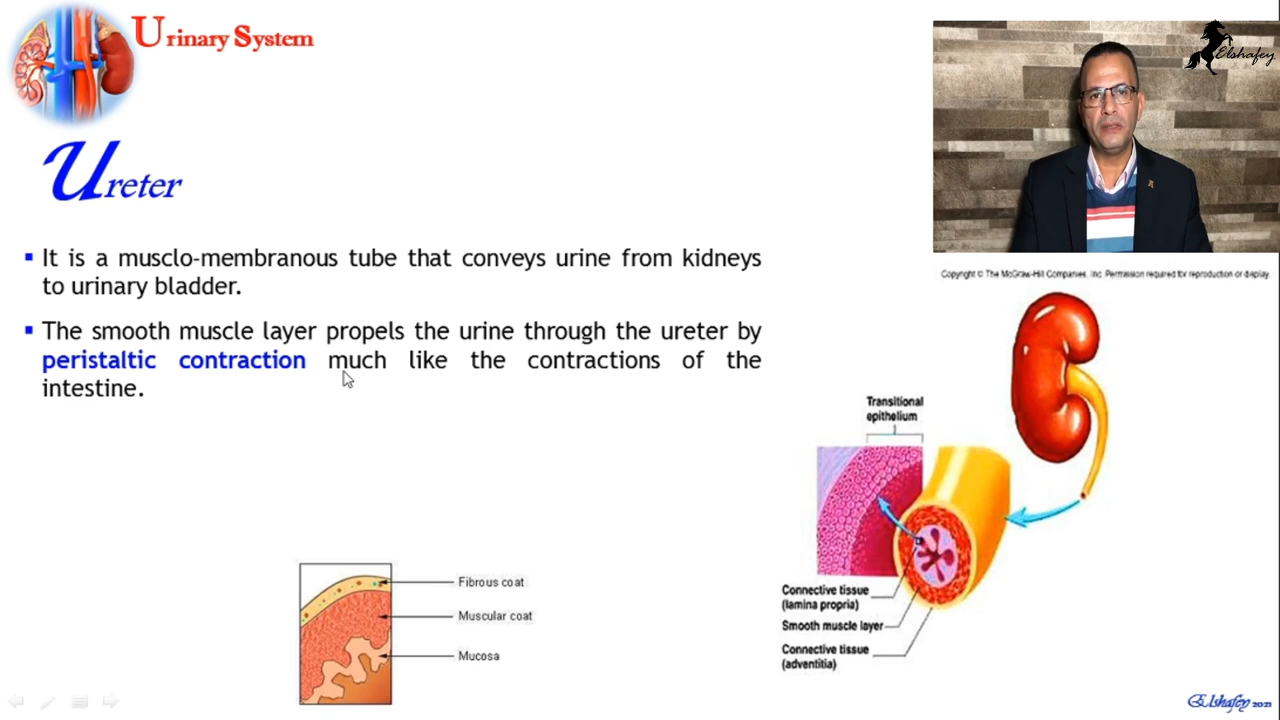 Urinary System
Elshafey
Ureter
It is a musclo-membranous tube that conveys urine from kidneys
to urinary bladder.
The smooth muscle layer propels the urine through the ureter by
peristaltic contraction much like the contractions of the
intestine.
Copyright © The McGraw-Hill Companies, Inc. Permission required for reproduction or display.
Transitional
epithelium
Connective tissue
(lamina propria)
Smooth muscle layer
Connective tissue
(adventitia)
Fibrous coat
Muscular coat
Mucosa
Elshafey 2021